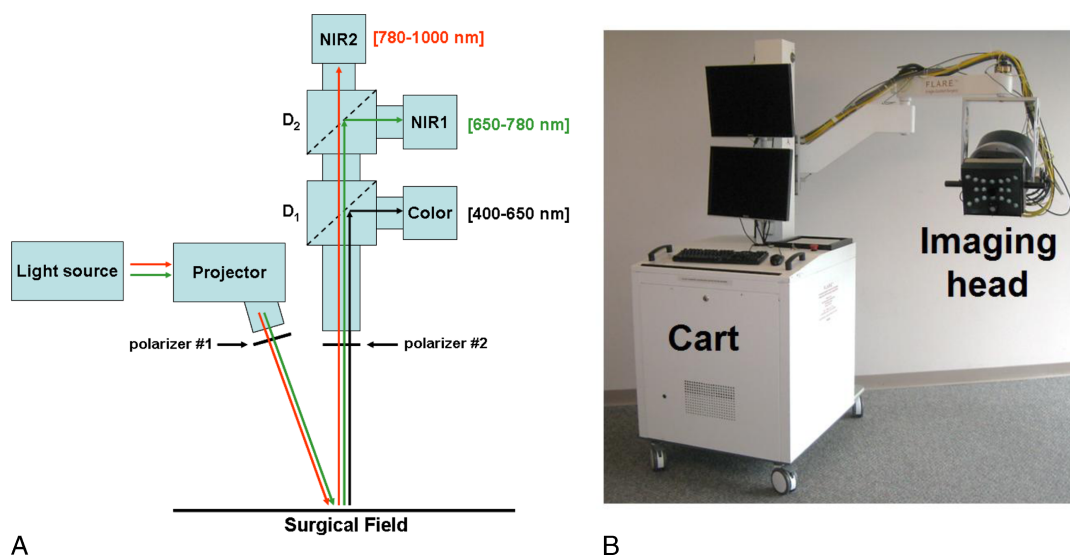 NIR2 [780-1000 nm]
D2
NIR1 [650-780 nm]
D1
Color [400-650 nm]
Light source
Projector
polarizer #1
polarizer #2
Surgical Field
A
FLARE™
Imaging
head
Cart
B